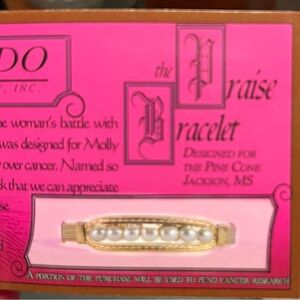 DO
Y, INC.
the Praise
Bracelet
DESIGNED FOR
THE PINE CONE
JACKSON, MS
ne woman's battle with
was designed for Molly
over cancer. Named so
k that we can appreciate
se.
A PORTION OF THE PURCHASE WILL BE USED TO FUND CANCER RESEARCH